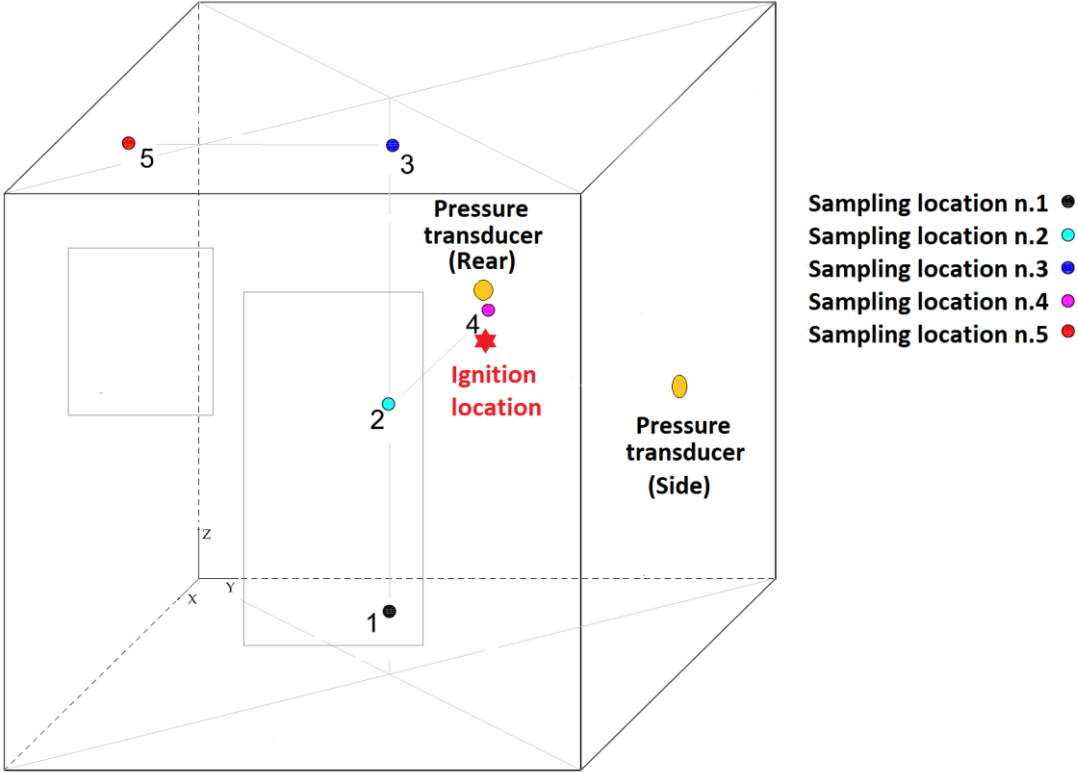 5
3
Pressure
transducer
(Rear)
4
Ignition
location
2
Pressure
transducer
(Side)
Z
Y
X
1
Sampling location n.1
Sampling location n.2
Sampling location n.3
Sampling location n.4
Sampling location n.5